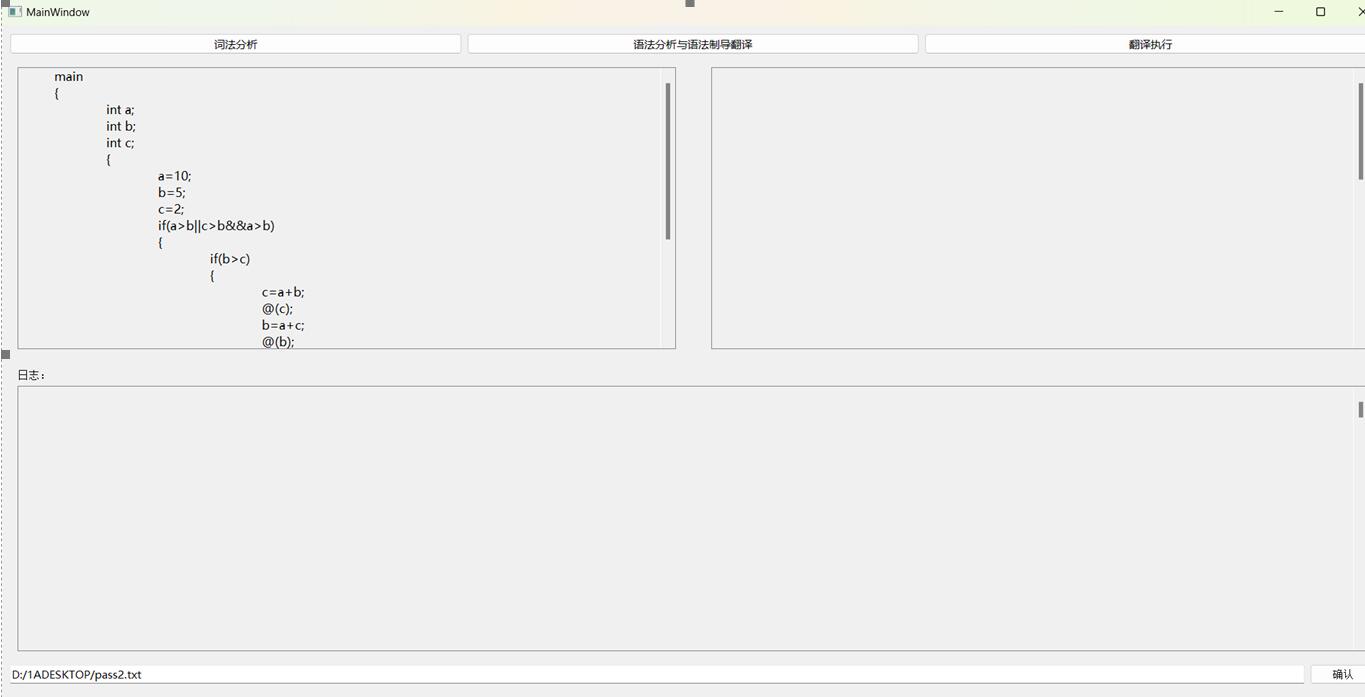 MainWindow
词法分析
语法分析与语法制导翻译
翻译执行
main
{
int a;
int b;
int c;
{
a=10;
b=5;
c=2;
if(a>b||c>b&&a>b)
{
if(b>c)
{
c=a+b;
@(c);
b=a+c;
@(b);
日志：
D:/1ADESKTOP/pass2.txt
确认